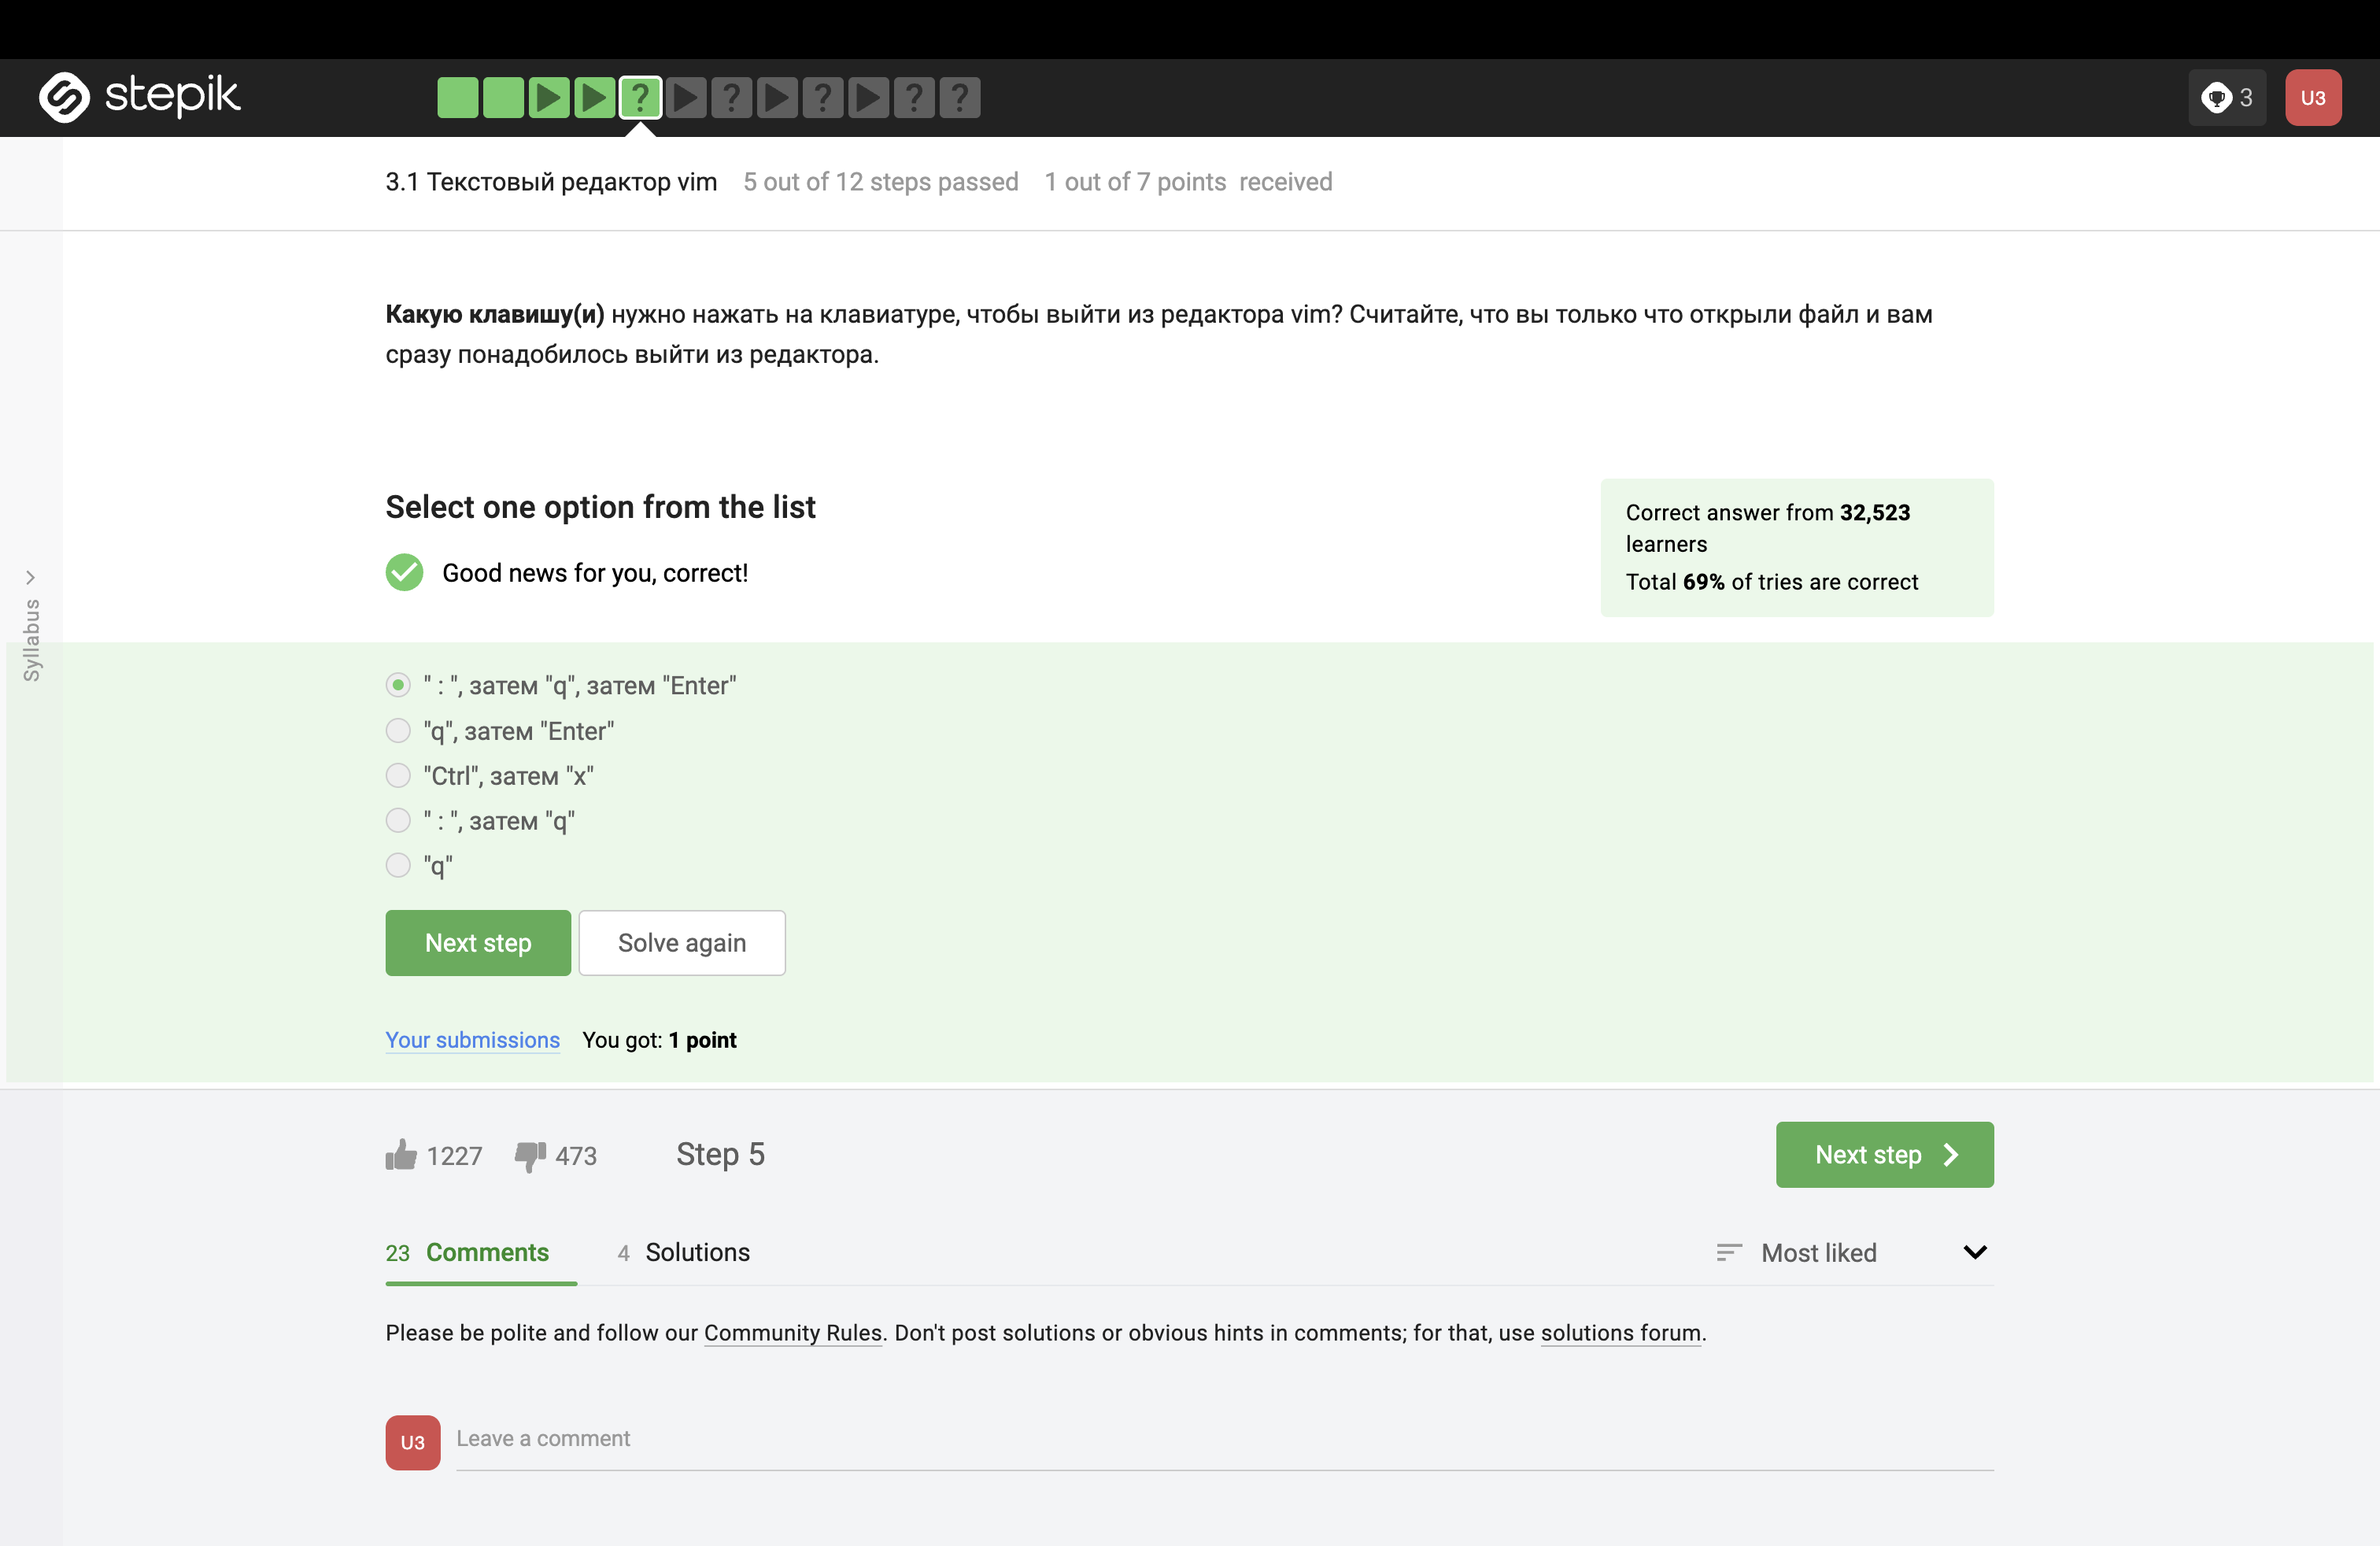 stepik
? ? ? ? ?
3
U3
3.1 Текстовый редактор vim 5 out of 12 steps passed 1 out of 7 points received
Syllabus
Какую клавишу(и) нужно нажать на клавиатуре, чтобы выйти из редактора vim? Считайте, что вы только что открыли файл и вам
сразу понадобилось выйти из редактора.
Select one option from the list
Good news for you, correct!
Correct answer from 32,523
learners
Total 69% of tries are correct
" : ", затем "q", затем "Enter"
"q", затем "Enter"
"Ctrl", затем "x"
" : ", затем "q"
"q"
Next step Solve again
Your submissions You got: 1 point
1227 473 Step 5 Next step
23 Comments 4 Solutions Most liked
Please be polite and follow our Community Rules. Don't post solutions or obvious hints in comments; for that, use solutions forum.
U3 Leave a comment